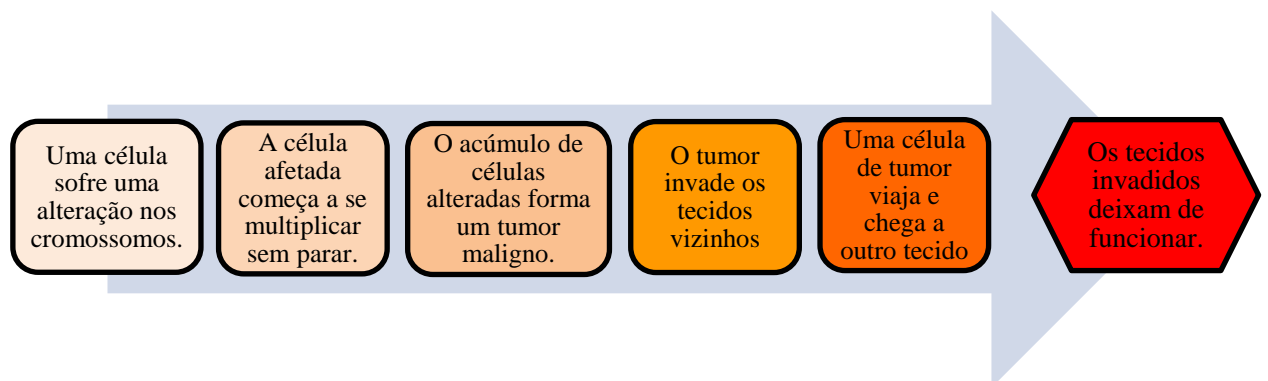 Uma célula
sofre uma
alteração nos
cromossomos.
A célula
afetada
começa a se
multiplicar
sem parar.
O acúmulo de
células
alteradas forma
um tumor
maligno.
O tumor
invade os
tecidos
vizinhos
Uma célula
de tumor
viaja e
chega a
outro tecido
Os tecidos
invadidos
deixam de
funcionar.